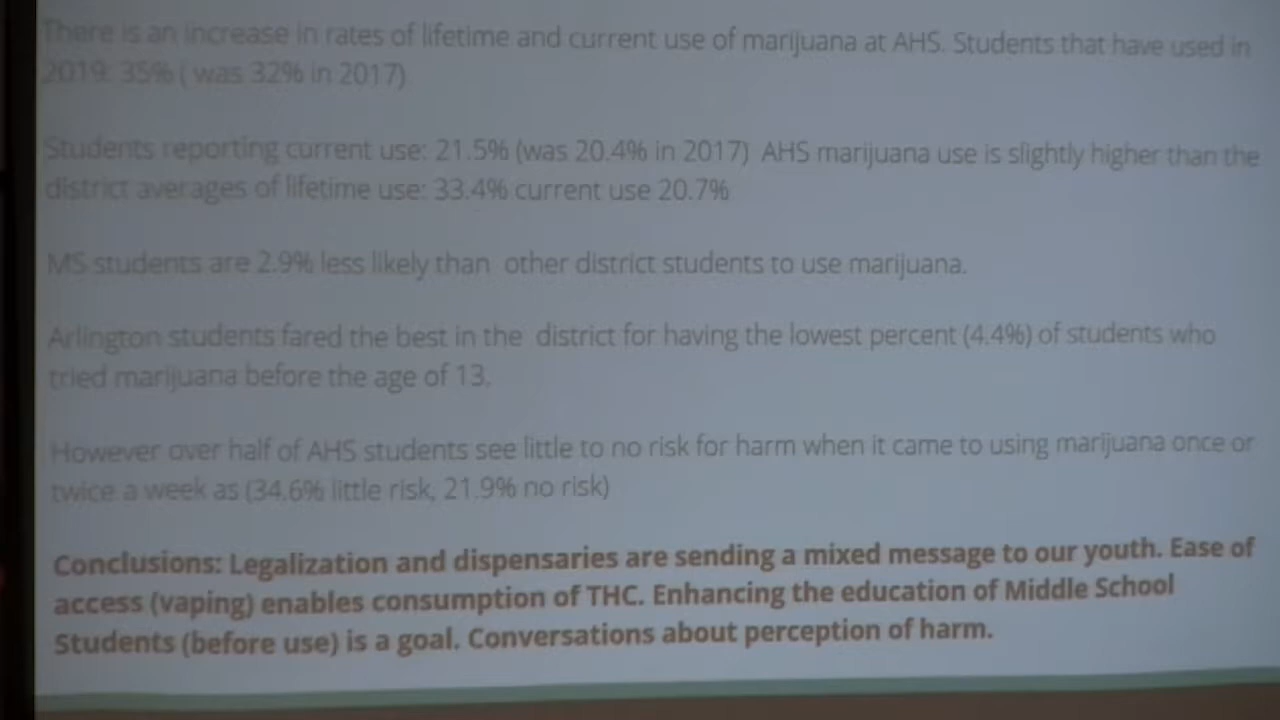 There is an increase in rates of lifetime and current use of marijuana at AHS. Students that have used in
2019: 35% ( was 32% in 2017)
Students reporting current use: 21.5% (was 20.4% in 2017)  AHS marijuana use is slightly higher than the
district averages of lifetime use: 33.4% current use 20.7%
MS students are 2.9% less likely than  other district students to use marijuana.
Arlington students fared the best in the  district for having the lowest percent (4.4%) of students who
tried marijuana before the age of 13.
However over half of AHS students see little to no risk for harm when it came to using marijuana once or
twice a week as (34.6% little risk, 21.9% no risk)
Conclusions: Legalization and dispensaries are sending a mixed message to our youth. Ease of
access (vaping) enables consumption of THC. Enhancing the education of Middle School
Students (before use) is a goal. Conversations about perception of harm.